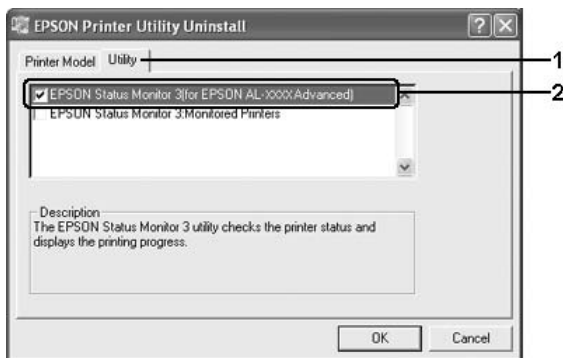 EPSON Printer Utility Uninstall
Printer Model
Utility
1
EPSON Status Monitor 3(for EPSON AL-XXXX Advanced)
2
EPSON Status Monitor 3:Monitored Printers
Description
The EPSON Status Monitor 3 utility checks the printer status and
displays the printing progress.
OK
Cancel